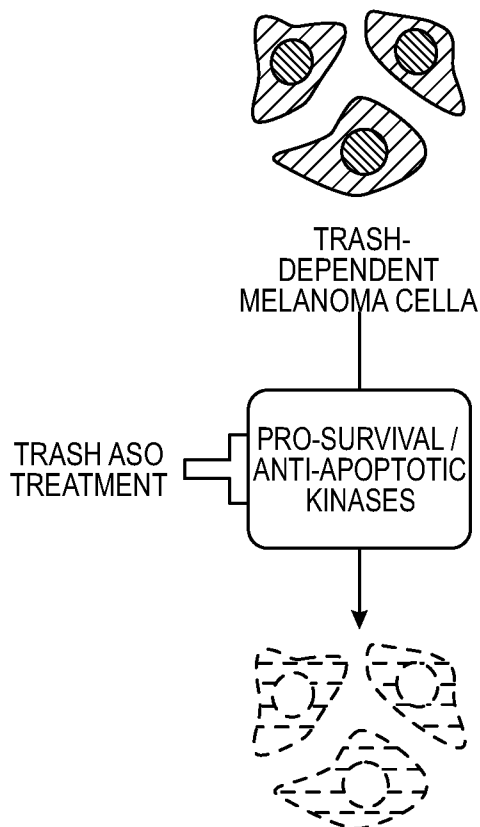 TRASH-
DEPENDENT
MELANOMA CELLA
PRO-SURVIVAL /
ANTI-APOPTOTIC
KINASES
TRASH ASO
TREATMENT